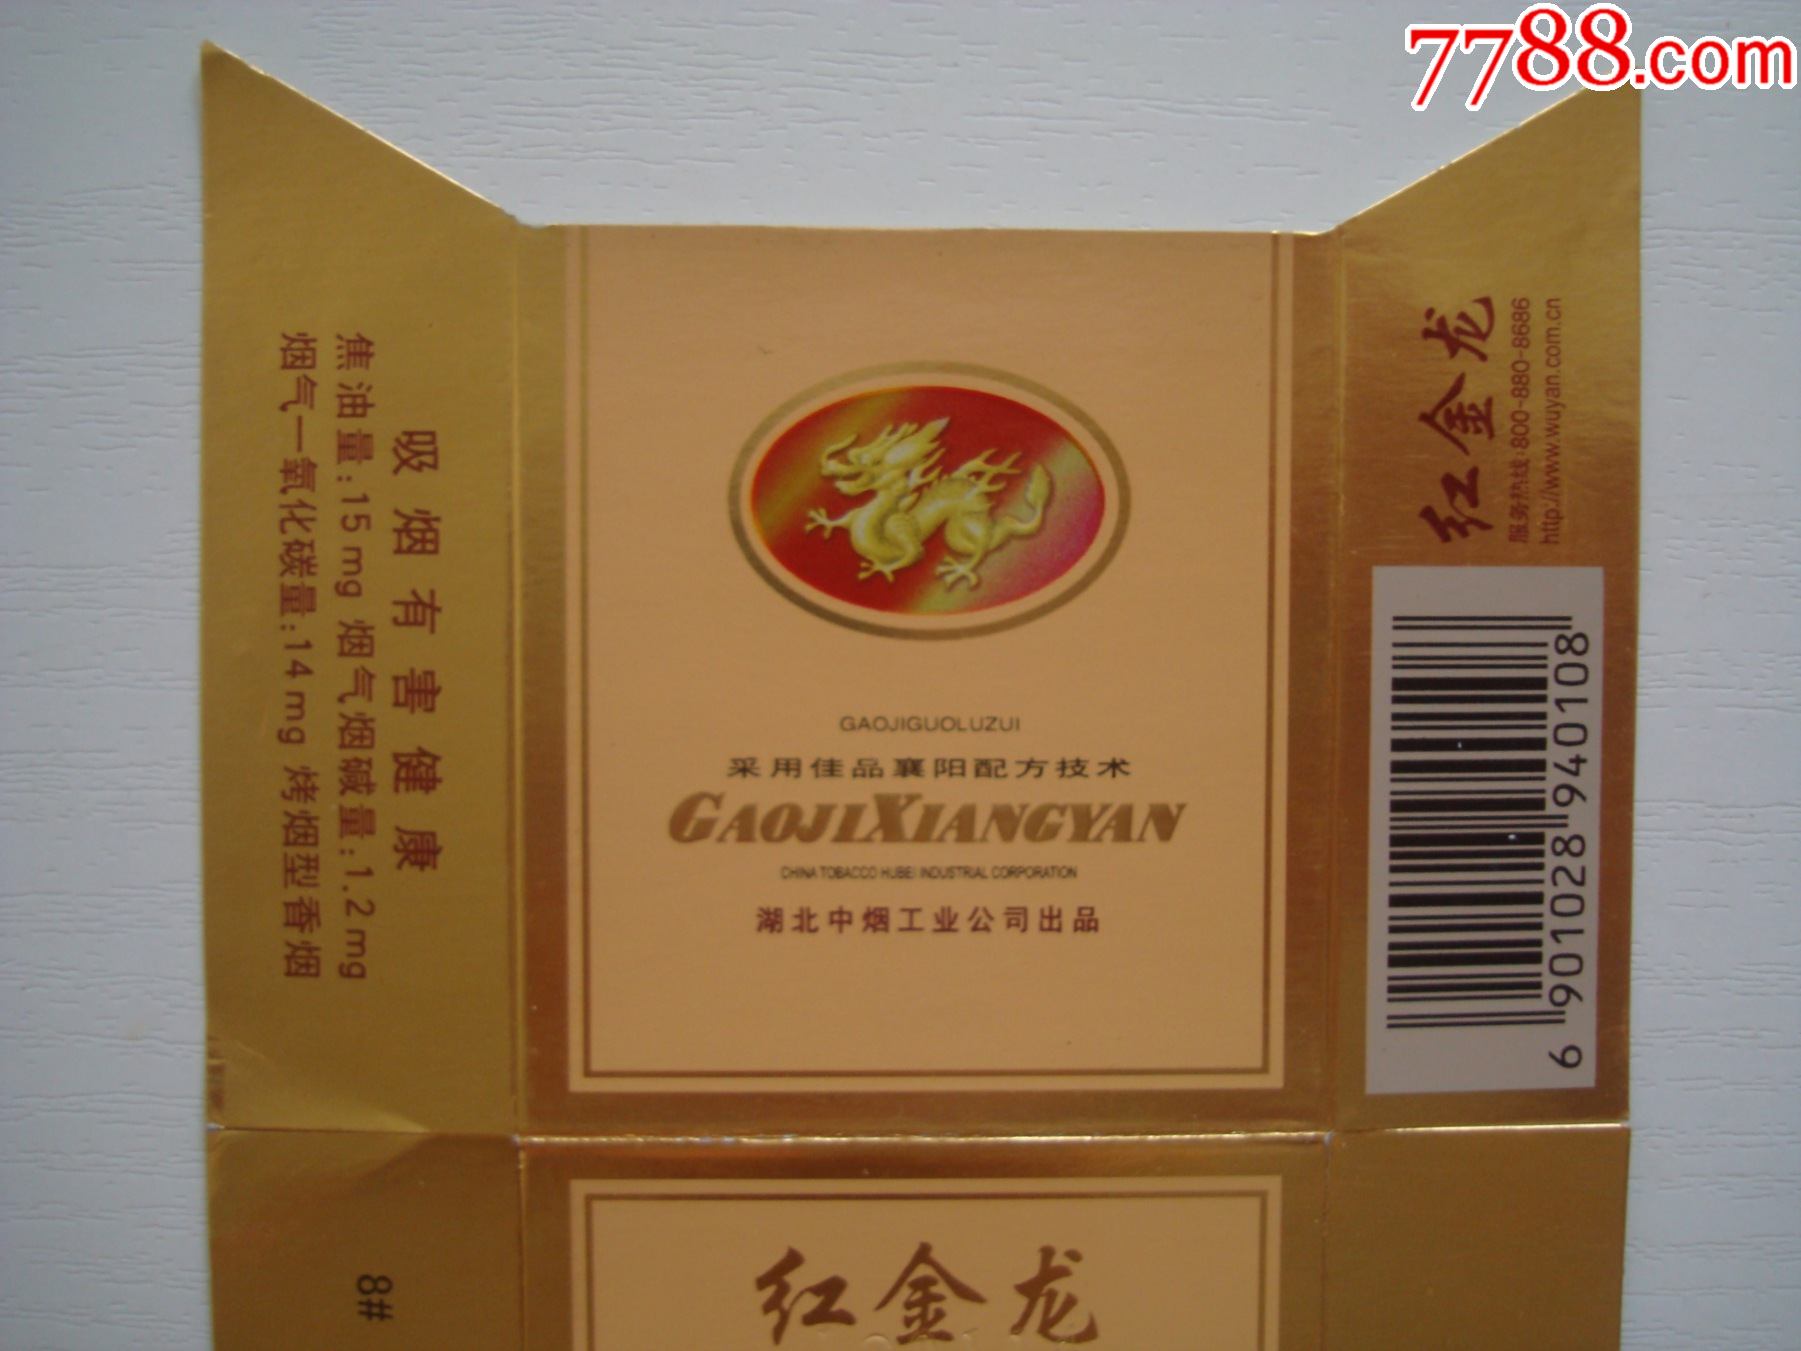 7788.com
吸烟有害健康
焦油量:15mg 烟气烟碱量:1.2mg
烟气一氧化碳量:14mg 烤烟型香烟
GAOJIGUOLUZUI
采用佳品襄阳配方技术
GAOJIXIANGYAN
CHINA TOBACCO HUBEI INDUSTRIAL CORPORATION
湖北中烟工业公司出品
红金龙
服务热线:800-880-8686
http://www.wuyan.com.cn
6 901028 940108
8#
红金龙